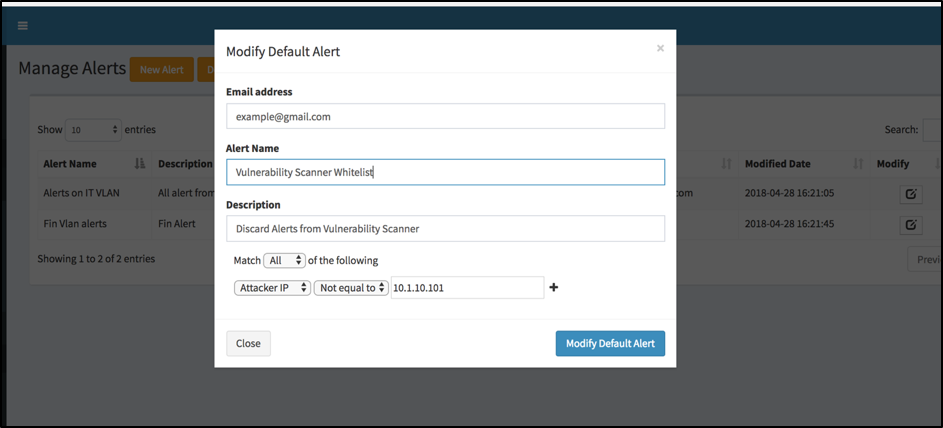 Modify Default Alert ×
Email address
example@gmail.com
Manage Alerts New Alert D
Alert Name
Show 10 entries Search:
Vulnerability Scanner Whitelist
Alert Name Description Modified Date Modify
Alerts on IT VLAN All alert from com 2018-04-28 16:21:05
Description
Fin Vlan alerts Fin Alert 2018-04-28 16:21:45
Discard Alerts from Vulnerability Scanner
Showing 1 to 2 of 2 entries Previ
Match All of the following
Attacker IP Not equal to 10.1.10.101
Close Modify Default Alert